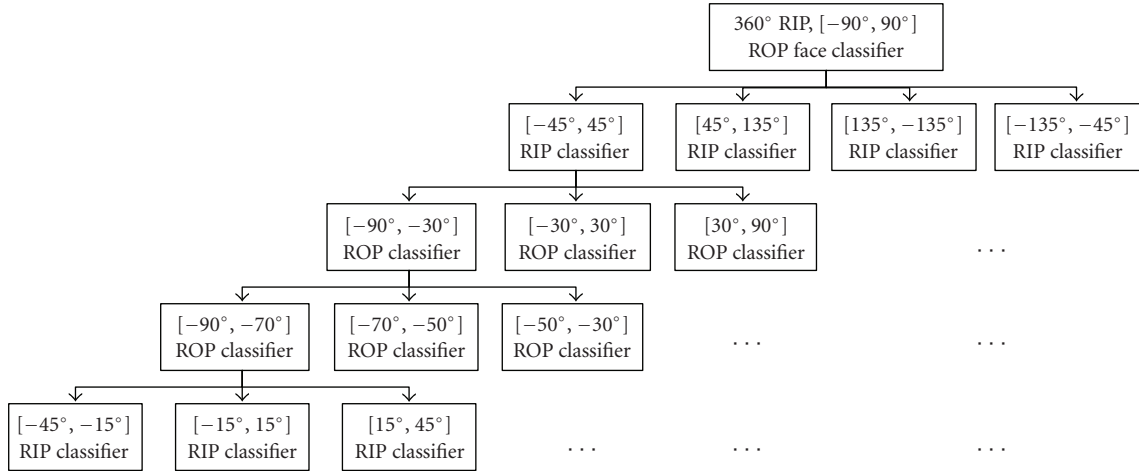 360° RIP, [−90°, 90°]
ROP face classifier
[−45°, 45°]
RIP classifier
[45°, 135°]
RIP classifier
[135°, −135°]
RIP classifier
[−135°, −45°]
RIP classifier
[−90°, −30°]
ROP classifier
[−30°, 30°]
ROP classifier
[30°, 90°]
ROP classifier
. . .
[−90°, −70°]
ROP classifier
[−70°, −50°]
ROP classifier
[−50°, −30°]
ROP classifier
. . .
. . .
[−45°, −15°]
RIP classifier
[−15°, 15°]
RIP classifier
[15°, 45°]
RIP classifier
. . .
. . .
. . .